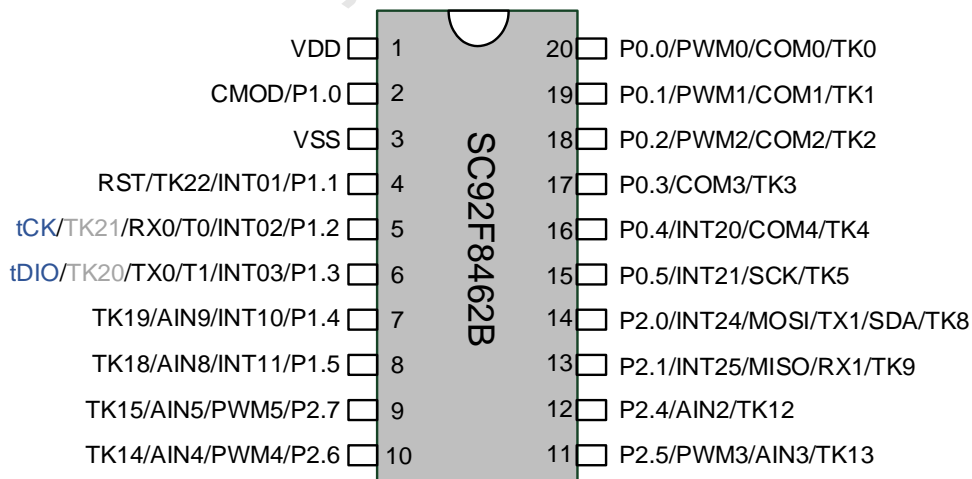 VDD 1 20 P0.0/PWM0/COM0/TK0
CMOD/P1.0 2 19 P0.1/PWM1/COM1/TK1
VSS 3 18 P0.2/PWM2/COM2/TK2
RST/TK22/INT01/P1.1 4 17 P0.3/COM3/TK3
tCK/TK21/RX0/T0/INT02/P1.2 5 16 P0.4/INT20/COM4/TK4
tDIO/TK20/TX0/T1/INT03/P1.3 6 15 P0.5/INT21/SCK/TK5
TK19/AIN9/INT10/P1.4 7 14 P2.0/INT24/MOSI/TX1/SDA/TK8
TK18/AIN8/INT11/P1.5 8 13 P2.1/INT25/MISO/RX1/TK9
TK15/AIN5/PWM5/P2.7 9 12 P2.4/AIN2/TK12
TK14/AIN4/PWM4/P2.6 10 11 P2.5/PWM3/AIN3/TK13
SC92F8462B